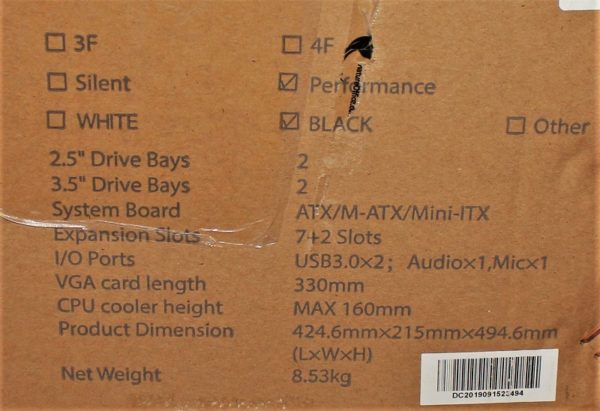 ☐ 3F ☐ 4F
☐ Silent ☑ Performance
☐ WHITE ☑ BLACK ☐ Other
2.5" Drive Bays 2
3.5" Drive Bays 2
System Board ATX/M-ATX/Mini-ITX
Expansion Slots 7+2 Slots
I/O Ports USB3.0×2; Audio×1,Mic×1
VGA card length 330mm
CPU cooler height MAX 160mm
Product Dimension 424.6mm×215mm×494.6mm
(L×W×H)
Net Weight 8.53kg
DC2019091523494